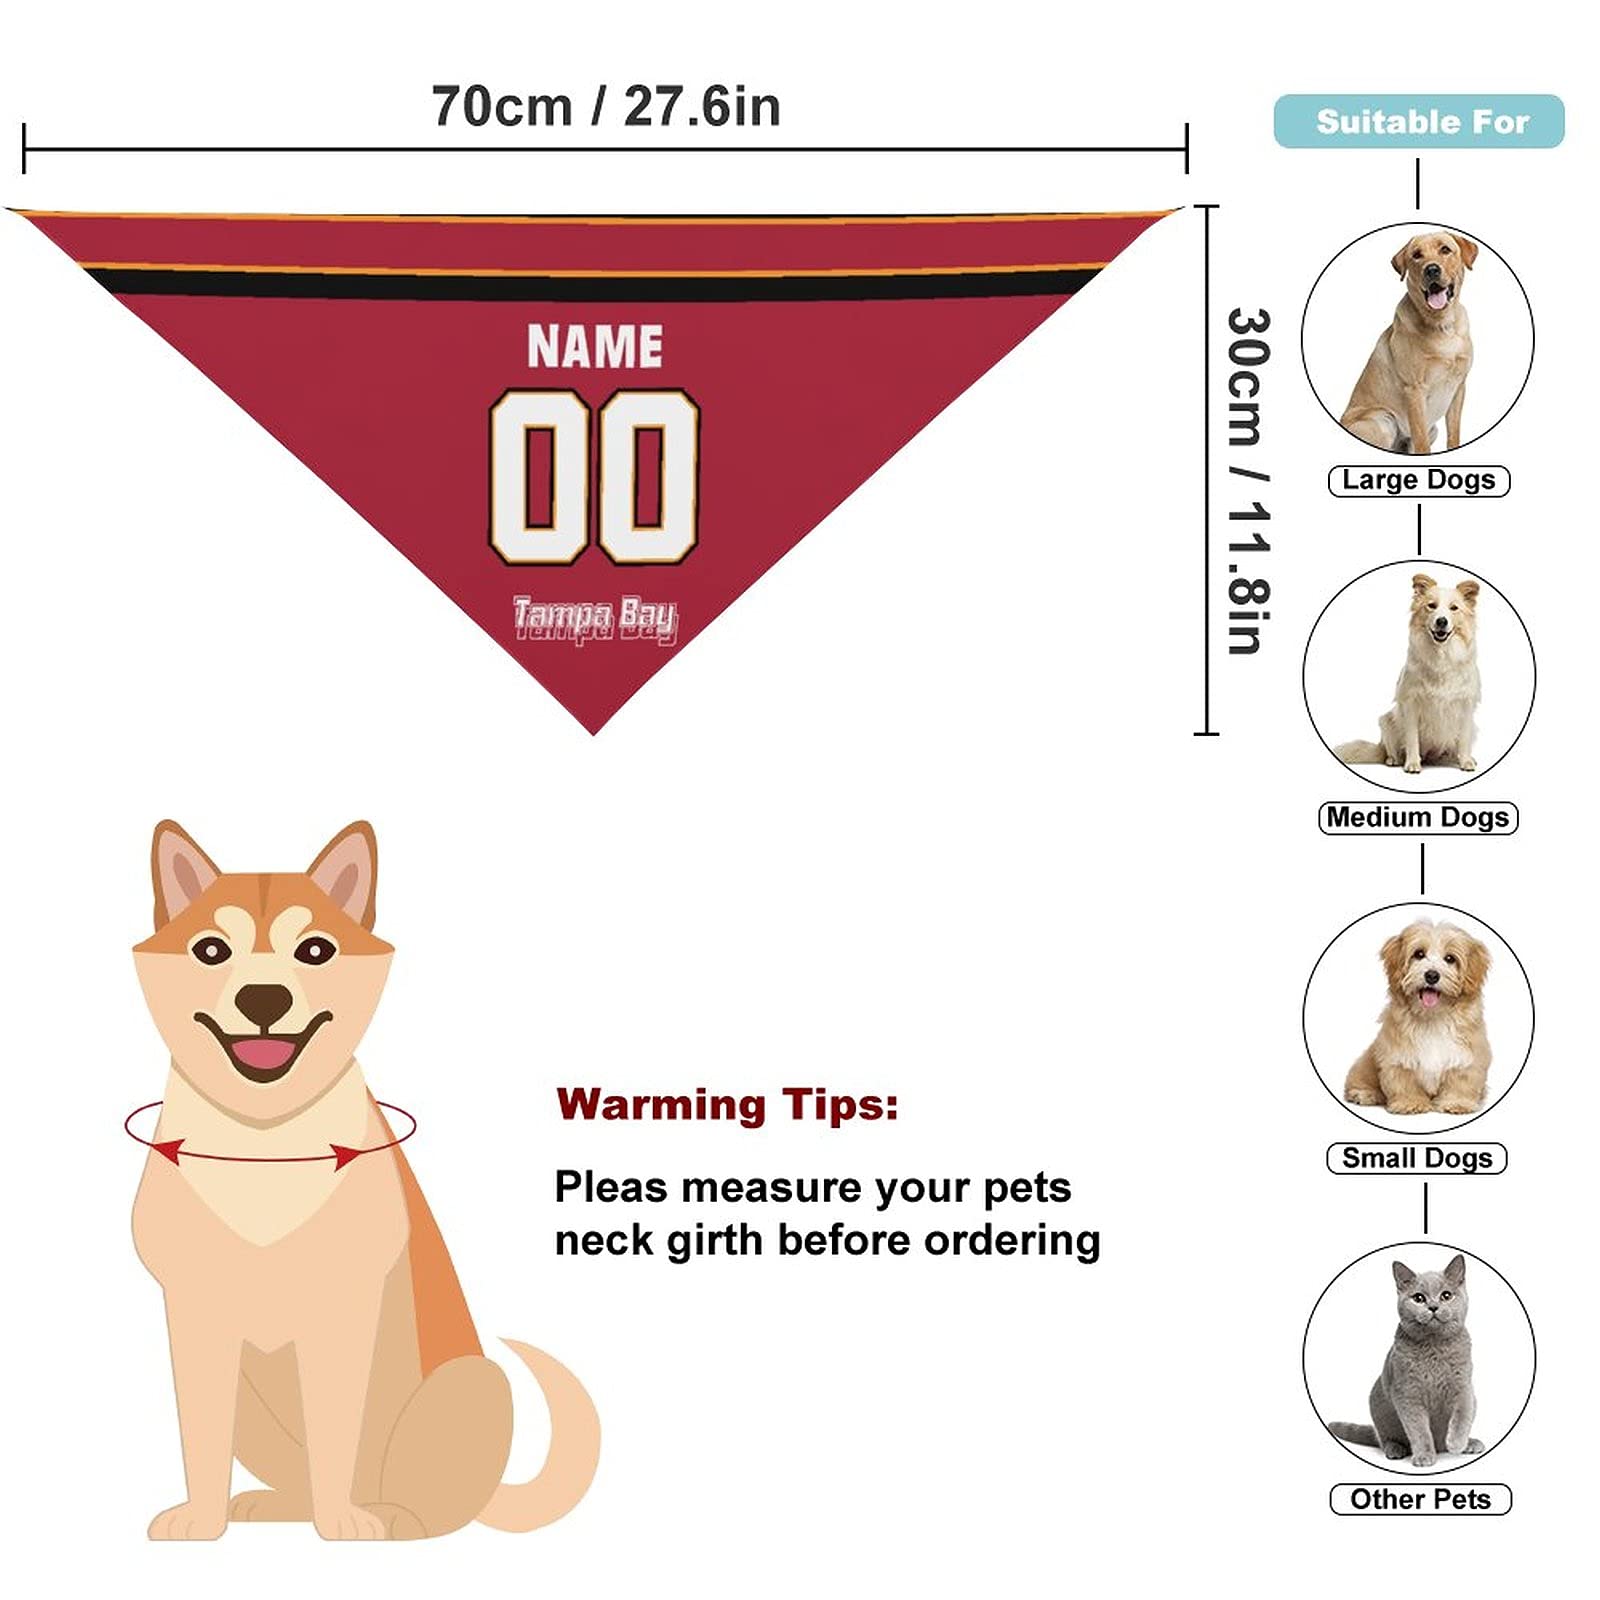 70cm / 27.6in
Suitable For
30cm / 11.8in
NAME
00
Tampa Bay
Large Dogs
Medium Dogs
Small Dogs
Other Pets
Warming Tips:
Pleas measure your pets
neck girth before ordering